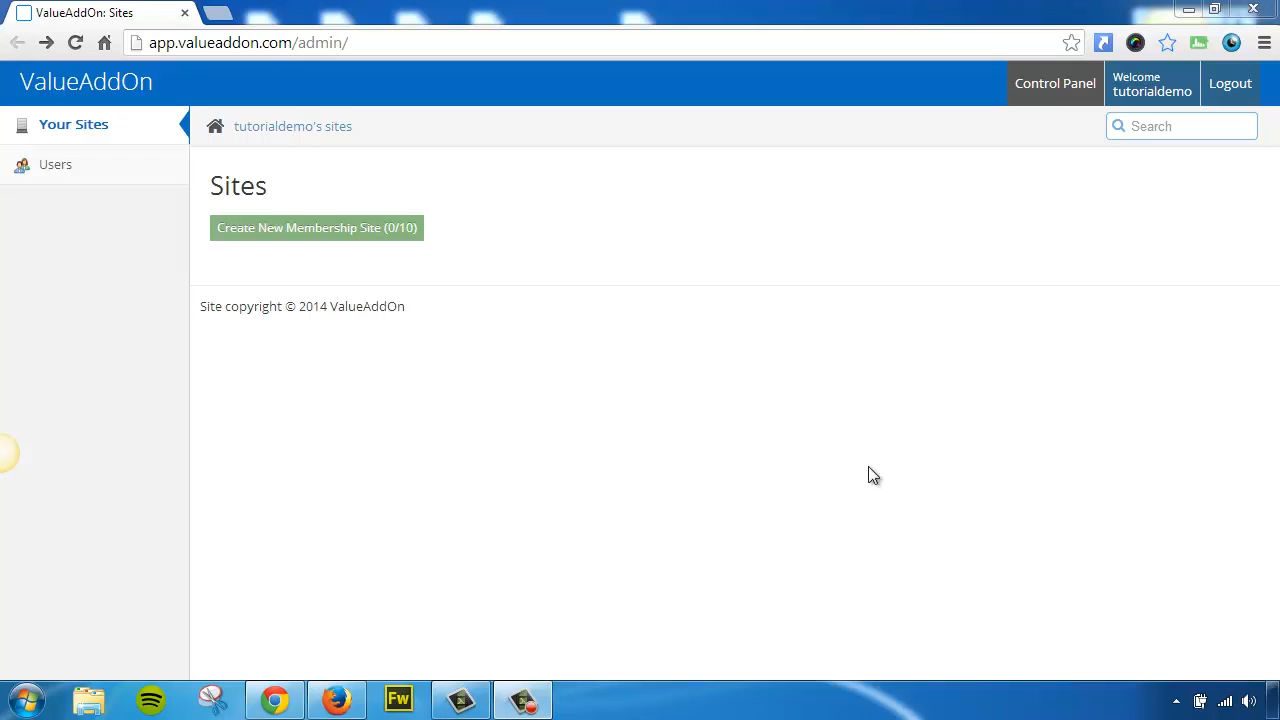 ValueAddOn: Sites
app.valueaddon.com/admin/
ValueAddOn
Control Panel
Welcome
tutorialdemo
Logout
Your Sites
Users
tutorialdemo's sites
Search
Sites
Create New Membership Site (0/10)
Site copyright © 2014 ValueAddOn
Fw